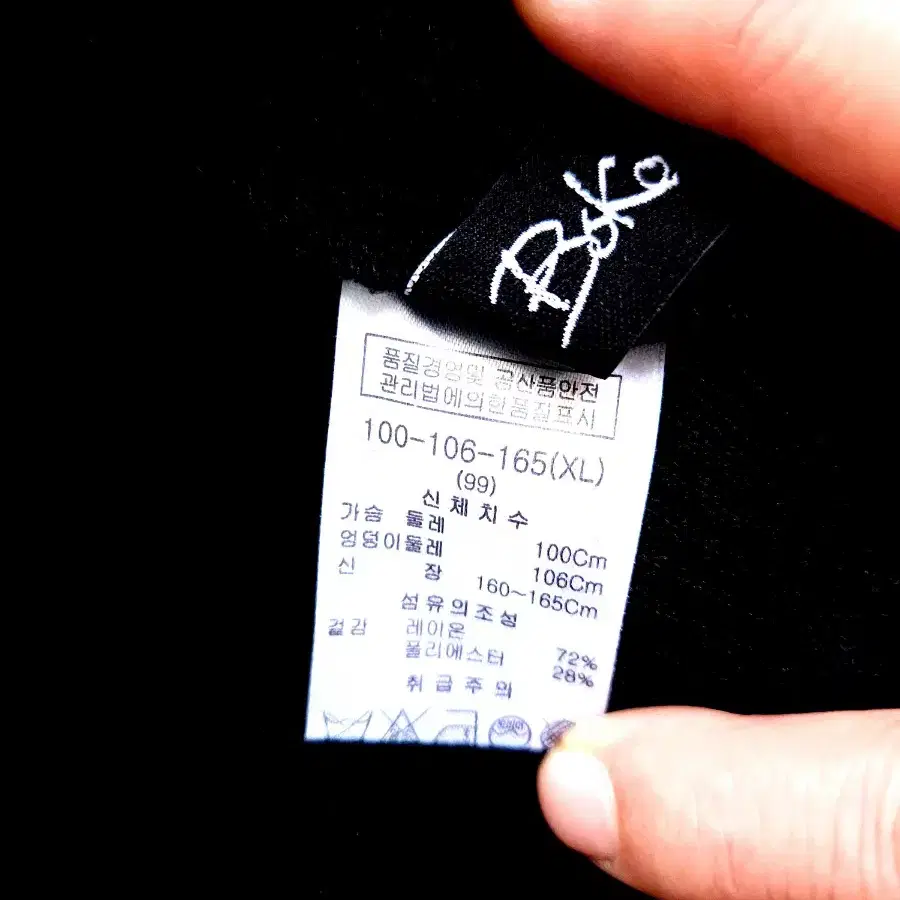 품질경영및 공산품안전
관리법에의한품질표시
100-106-165(XL)
(99)
신체치수
가슴 둘레 100Cm
엉덩이둘레 106Cm
신 장 160~165Cm
섬유의조성
겉감 레이온 72%
폴리에스터 28%
취급주의